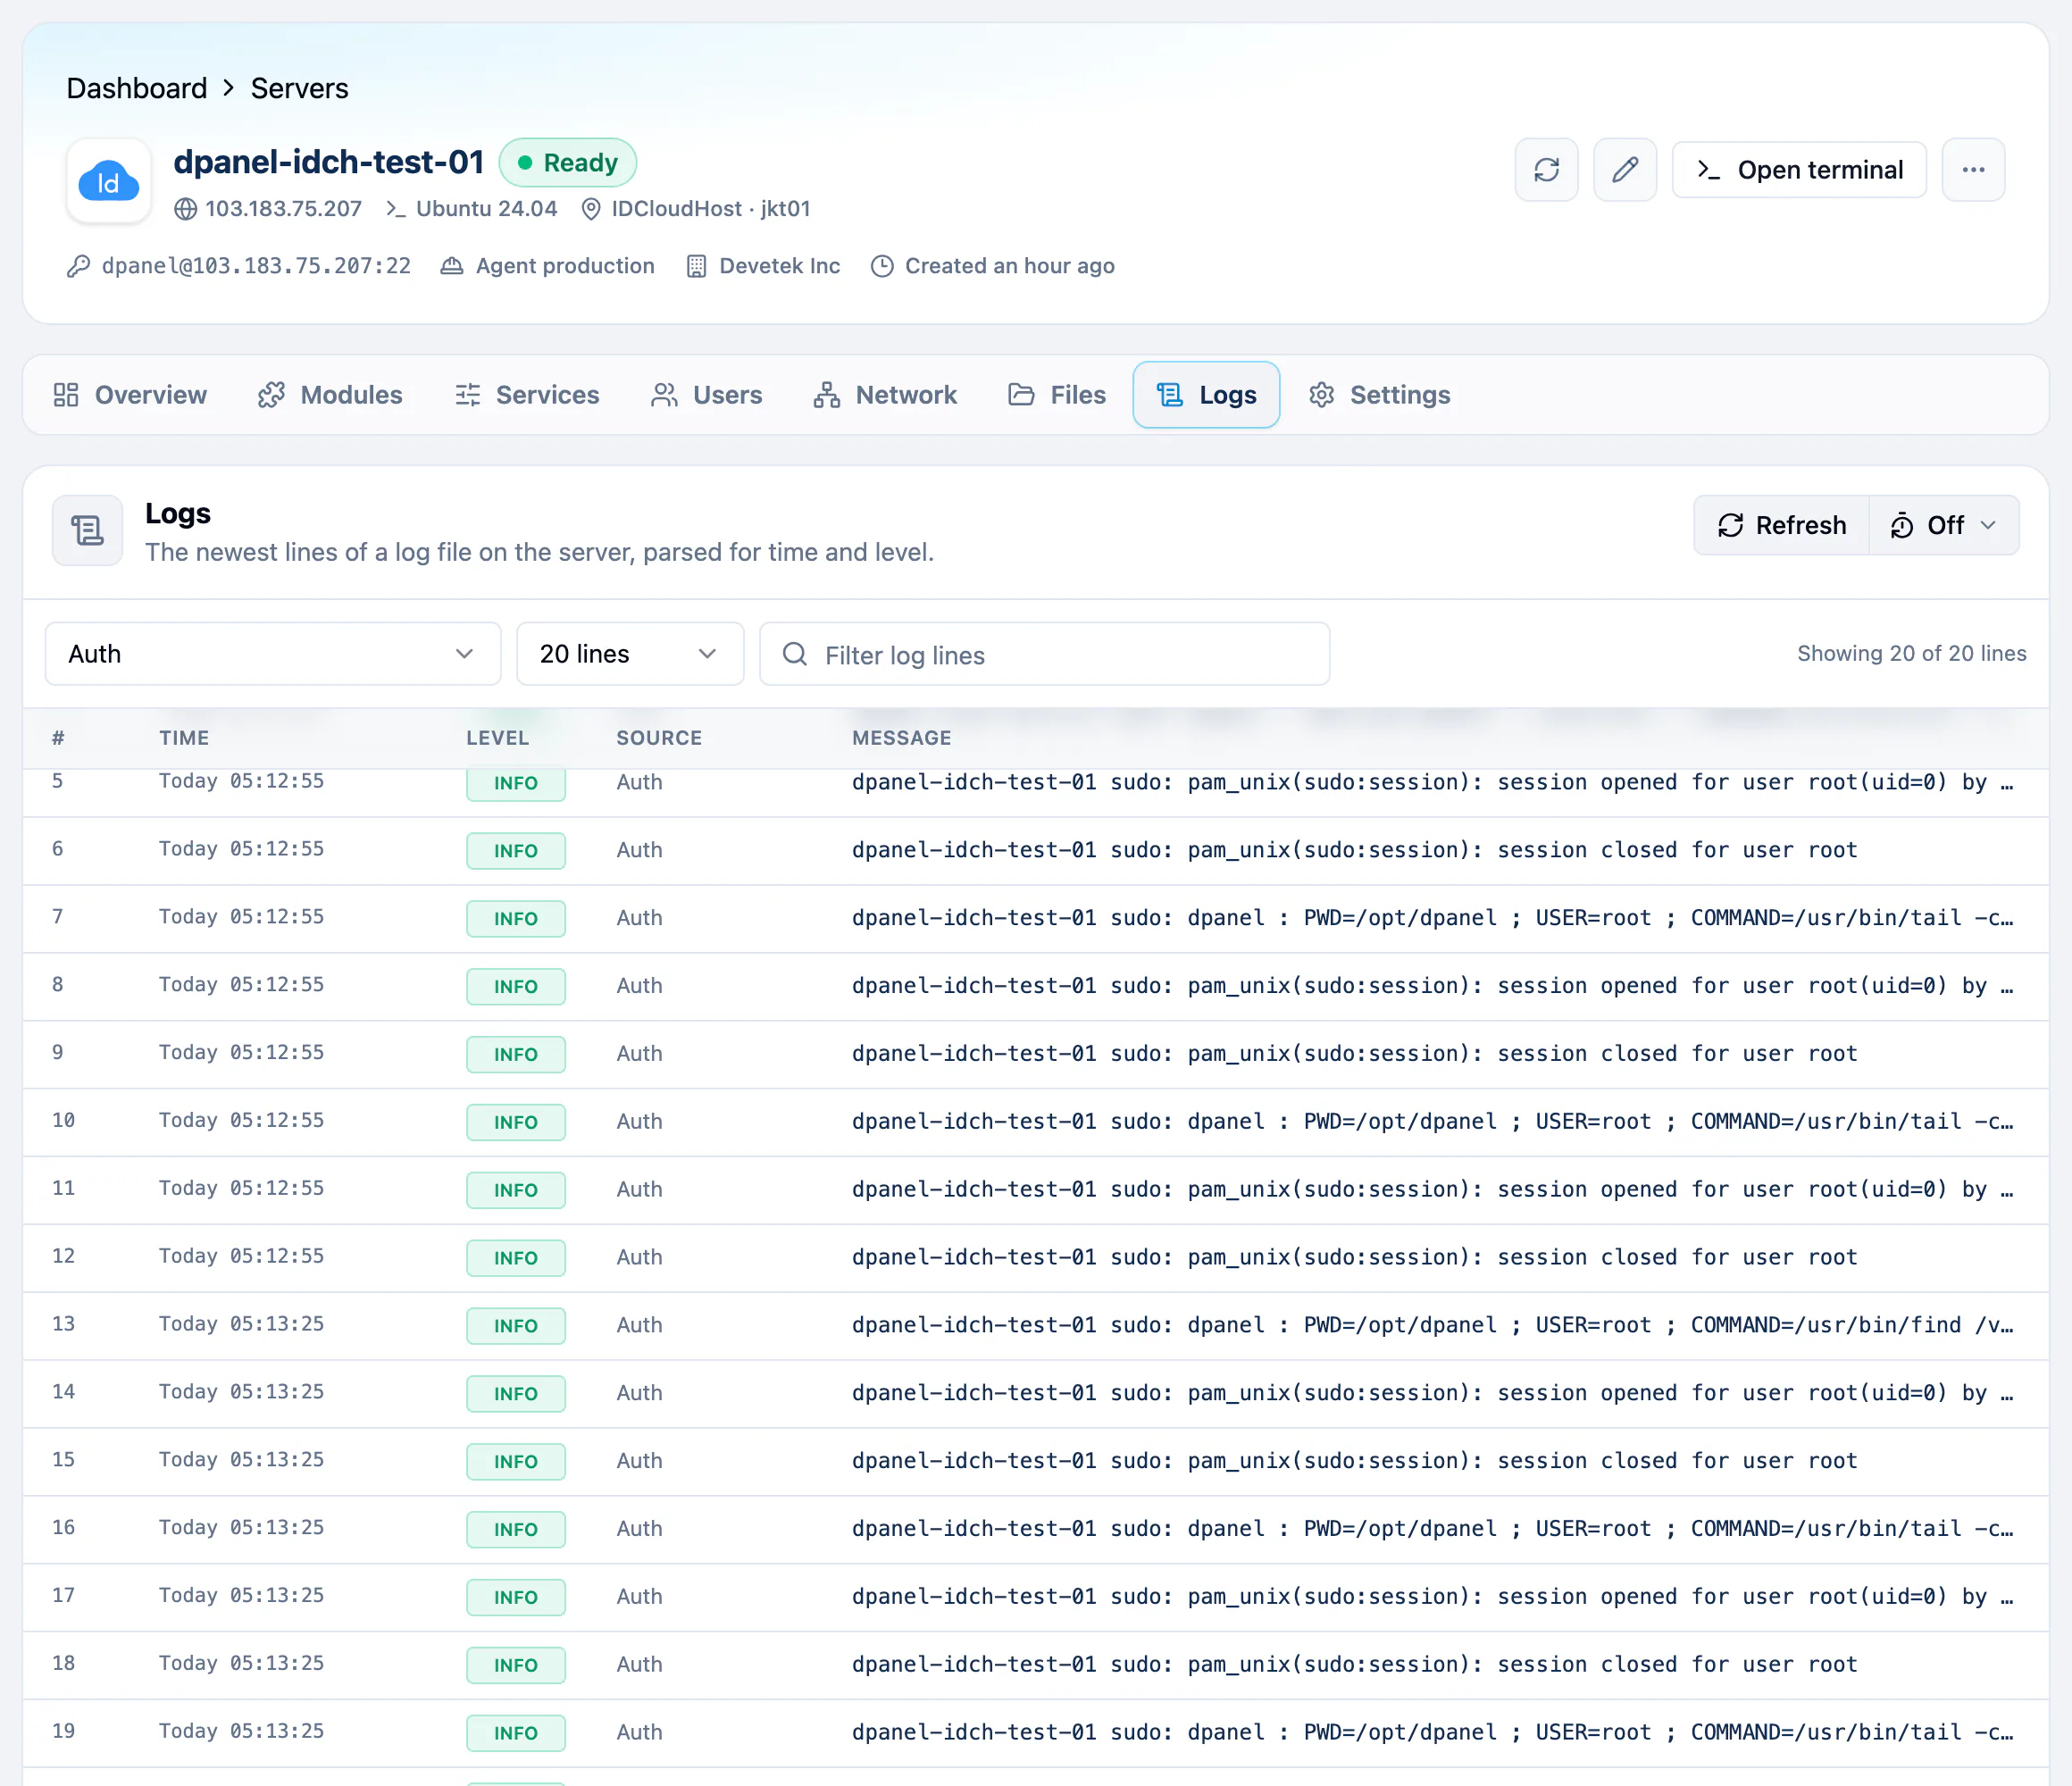 Dashboard > Servers
Id
dpanel-idch-test-01 Ready
103.183.75.207 Ubuntu 24.04 IDCloudHost · jkt01
Open terminal
dpanel@103.183.75.207:22 Agent production Devetek Inc Created an hour ago
Overview Modules Services Users Network Files Logs Settings
Logs
The newest lines of a log file on the server, parsed for time and level.
Refresh Off
Auth 20 lines Filter log lines Showing 20 of 20 lines
# TIME LEVEL SOURCE MESSAGE
5 Today 05:12:55 INFO Auth dpanel-idch-test-01 sudo: pam_unix(sudo:session): session opened for user root(uid=0) by …
6 Today 05:12:55 INFO Auth dpanel-idch-test-01 sudo: pam_unix(sudo:session): session closed for user root
7 Today 05:12:55 INFO Auth dpanel-idch-test-01 sudo: dpanel : PWD=/opt/dpanel ; USER=root ; COMMAND=/usr/bin/tail -c…
8 Today 05:12:55 INFO Auth dpanel-idch-test-01 sudo: pam_unix(sudo:session): session opened for user root(uid=0) by …
9 Today 05:12:55 INFO Auth dpanel-idch-test-01 sudo: pam_unix(sudo:session): session closed for user root
10 Today 05:12:55 INFO Auth dpanel-idch-test-01 sudo: dpanel : PWD=/opt/dpanel ; USER=root ; COMMAND=/usr/bin/tail -c…
11 Today 05:12:55 INFO Auth dpanel-idch-test-01 sudo: pam_unix(sudo:session): session opened for user root(uid=0) by …
12 Today 05:12:55 INFO Auth dpanel-idch-test-01 sudo: pam_unix(sudo:session): session closed for user root
13 Today 05:13:25 INFO Auth dpanel-idch-test-01 sudo: dpanel : PWD=/opt/dpanel ; USER=root ; COMMAND=/usr/bin/find /v…
14 Today 05:13:25 INFO Auth dpanel-idch-test-01 sudo: pam_unix(sudo:session): session opened for user root(uid=0) by …
15 Today 05:13:25 INFO Auth dpanel-idch-test-01 sudo: pam_unix(sudo:session): session closed for user root
16 Today 05:13:25 INFO Auth dpanel-idch-test-01 sudo: dpanel : PWD=/opt/dpanel ; USER=root ; COMMAND=/usr/bin/tail -c…
17 Today 05:13:25 INFO Auth dpanel-idch-test-01 sudo: pam_unix(sudo:session): session opened for user root(uid=0) by …
18 Today 05:13:25 INFO Auth dpanel-idch-test-01 sudo: pam_unix(sudo:session): session closed for user root
19 Today 05:13:25 INFO Auth dpanel-idch-test-01 sudo: dpanel : PWD=/opt/dpanel ; USER=root ; COMMAND=/usr/bin/tail -c…